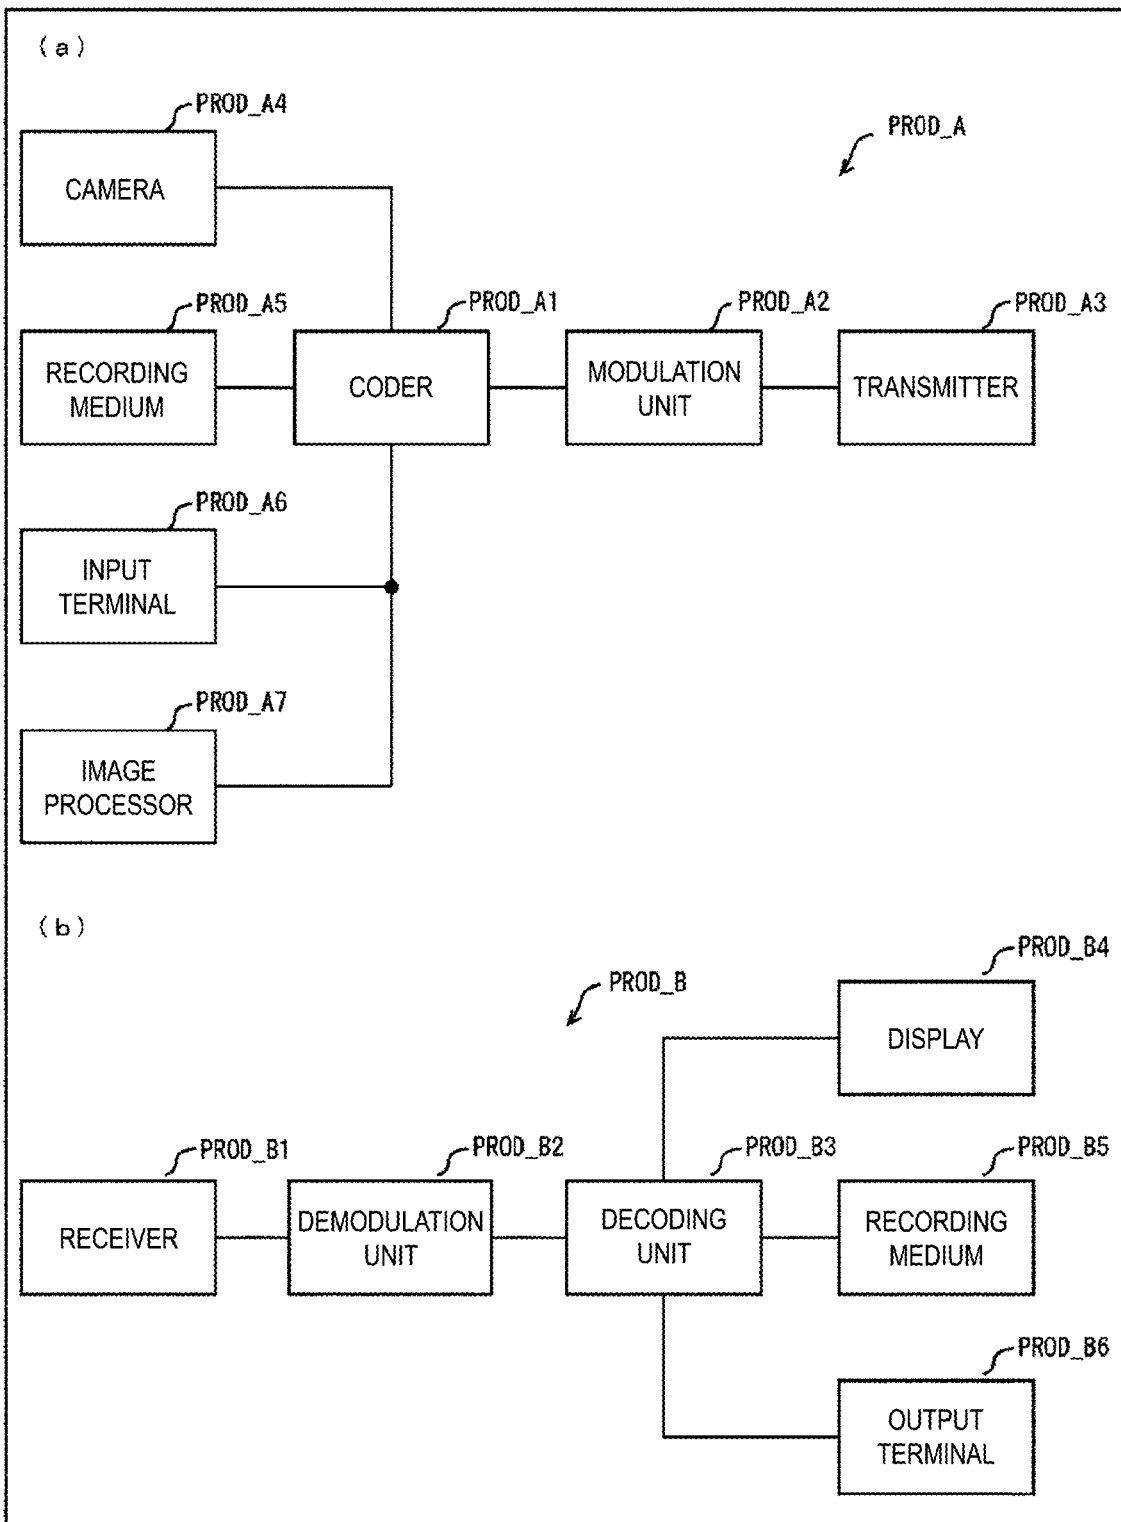 (a)
PROD_A4
PROD_A
CAMERA
PROD_A5
PROD_A1
PROD_A2
PROD_A3
RECORDING
MEDIUM
CODER
MODULATION
UNIT
TRANSMITTER
PROD_A6
INPUT
TERMINAL
PROD_A7
IMAGE
PROCESSOR
(b)
PROD_B4
PROD_B
DISPLAY
PROD_B1
PROD_B2
PROD_B3
PROD_B5
RECEIVER
DEMODULATION
UNIT
DECODING
UNIT
RECORDING
MEDIUM
PROD_B6
OUTPUT
TERMINAL